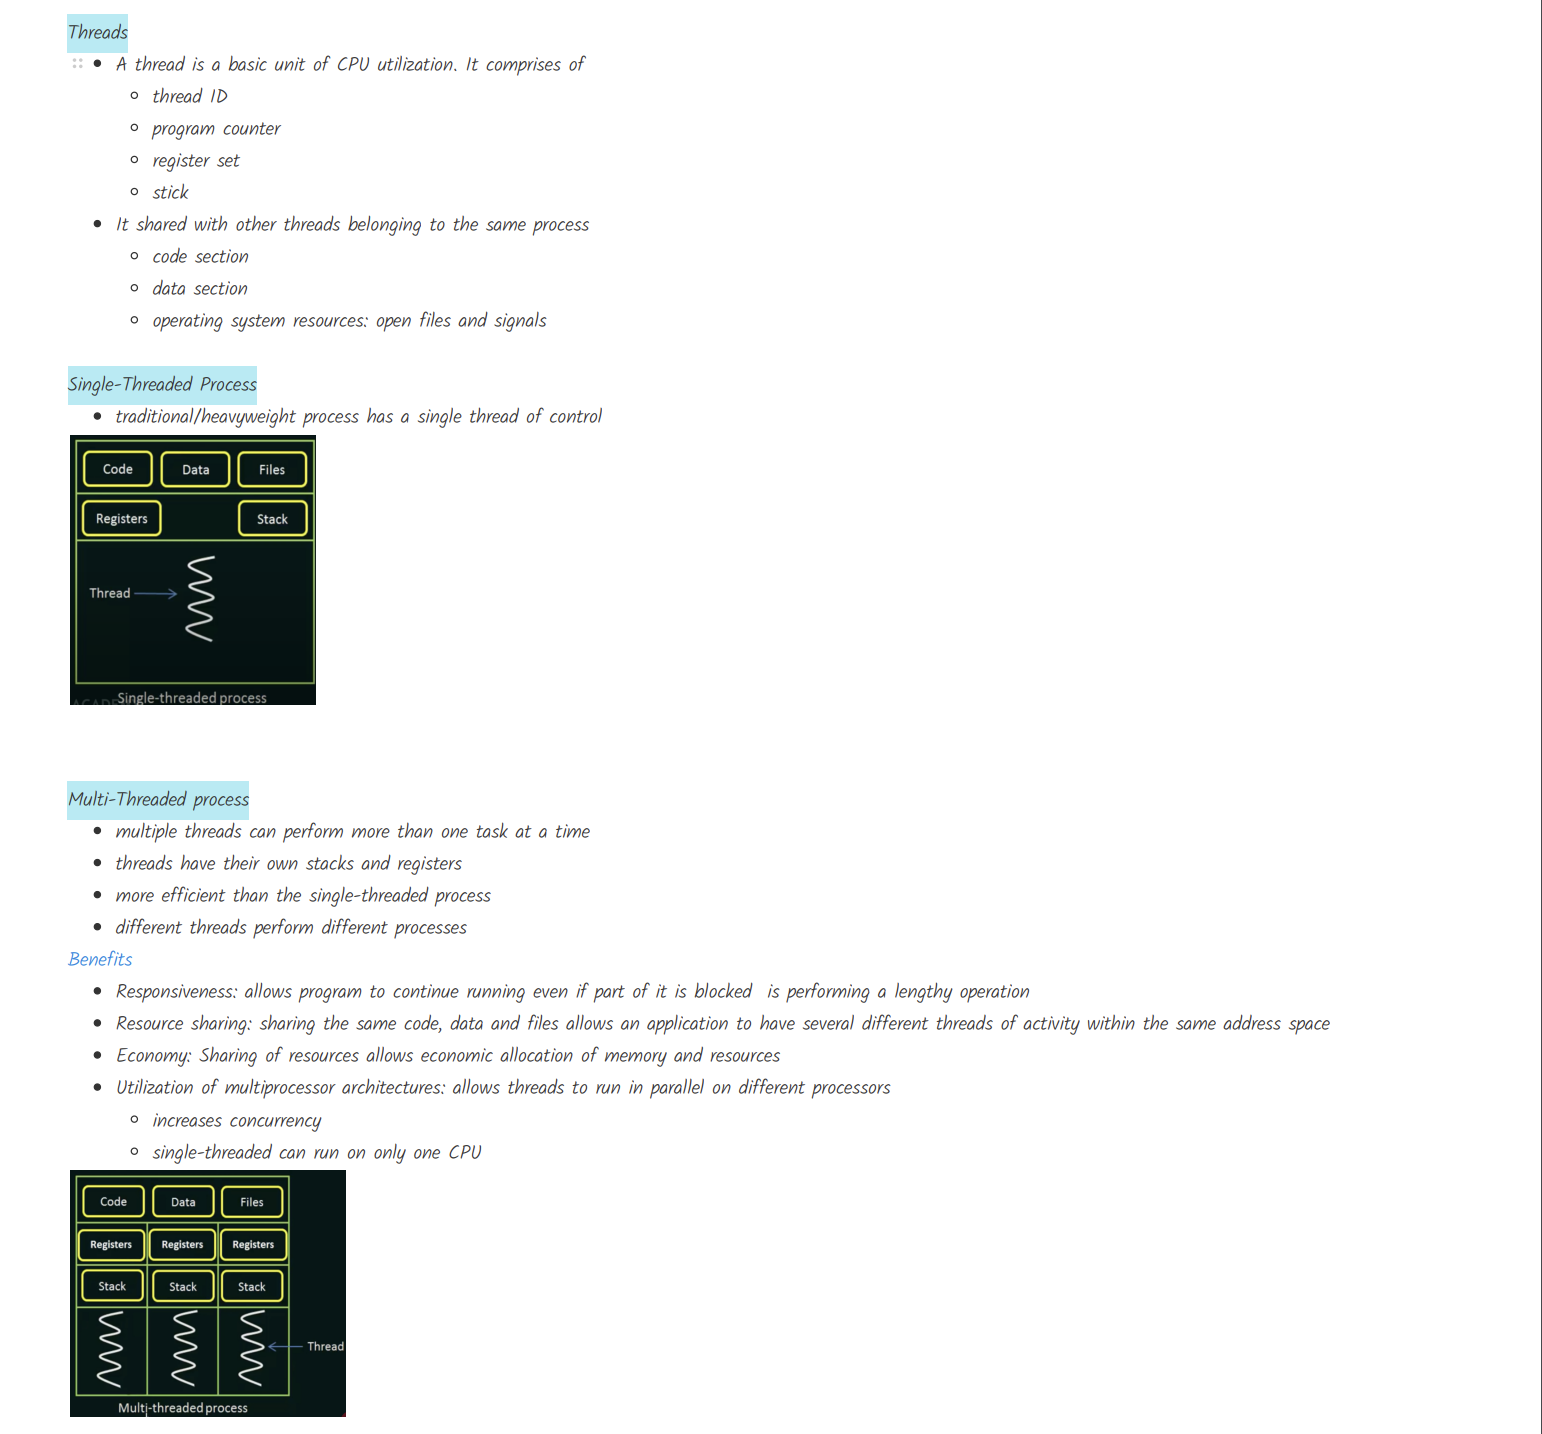 Threads
A thread is a basic unit of CPU utilization. It comprises of
thread ID
program counter
register set
stick
It shared with other threads belonging to the same process
code section
data section
operating system resources: open files and signals
Single-Threaded Process
traditional/heavyweight process has a single thread of control
Code Data Files
Registers Stack
Thread
Single-threaded process
Multi-Threaded process
multiple threads can perform more than one task at a time
threads have their own stacks and registers
more efficient than the single-threaded process
different threads perform different processes
Benefits
Responsiveness: allows program to continue running even if part of it is blocked  is performing a lengthy operation
Resource sharing: sharing the same code, data and files allows an application to have several different threads of activity within the same address space
Economy: Sharing of resources allows economic allocation of memory and resources
Utilization of multiprocessor architectures: allows threads to run in parallel on different processors
increases concurrency
single-threaded can run on only one CPU
Code Data Files
Registers Registers Registers
Stack Stack Stack
Thread
Multi-threaded process